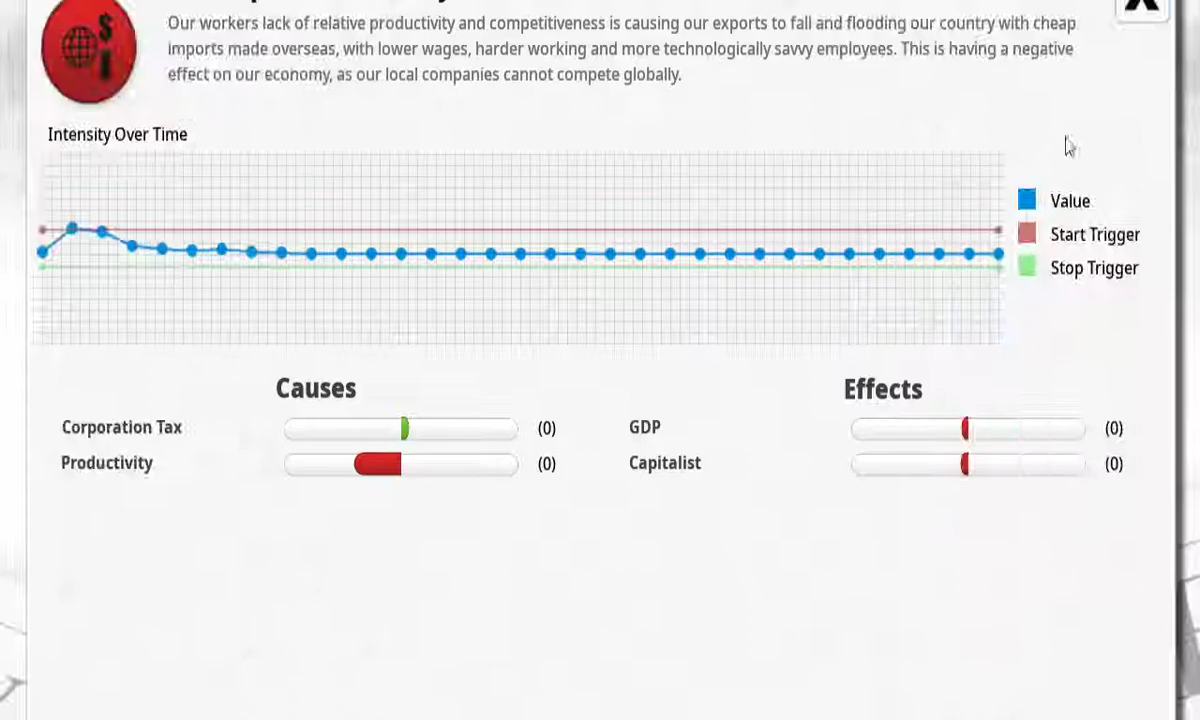 Our workers lack of relative productivity and competitiveness is causing our exports to fall and flooding our country with cheap
imports made overseas, with lower wages, harder working and more technologically savvy employees. This is having a negative
effect on our economy, as our local companies cannot compete globally.
Intensity Over Time
Value
Start Trigger
Stop Trigger
Causes
Effects
Corporation Tax (0)
GDP (0)
Productivity (0)
Capitalist (0)